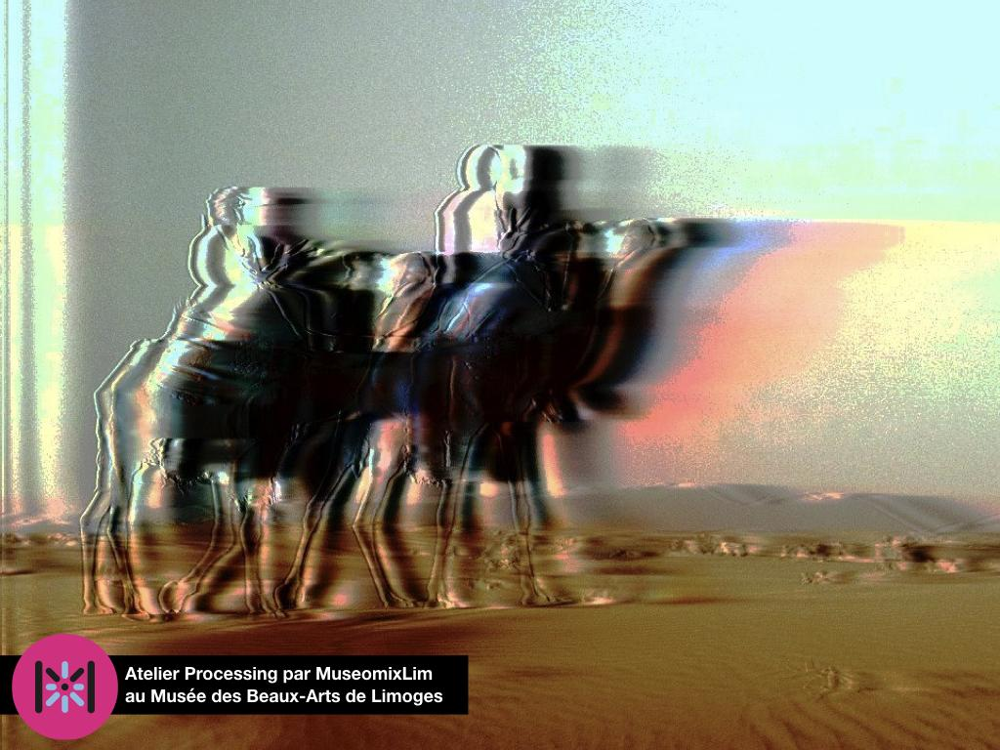 Atelier Processing par MuseomixLim
au Musée des Beaux-Arts de Limoges